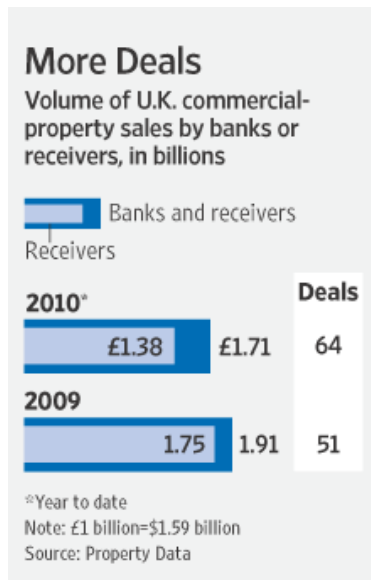 More Deals
Volume of U.K. commercial-
property sales by banks or
receivers, in billions
Banks and receivers
Receivers
Deals
2010*
£1.38 £1.71 64
2009
1.75 1.91 51
*Year to date
Note: £1 billion=$1.59 billion
Source: Property Data